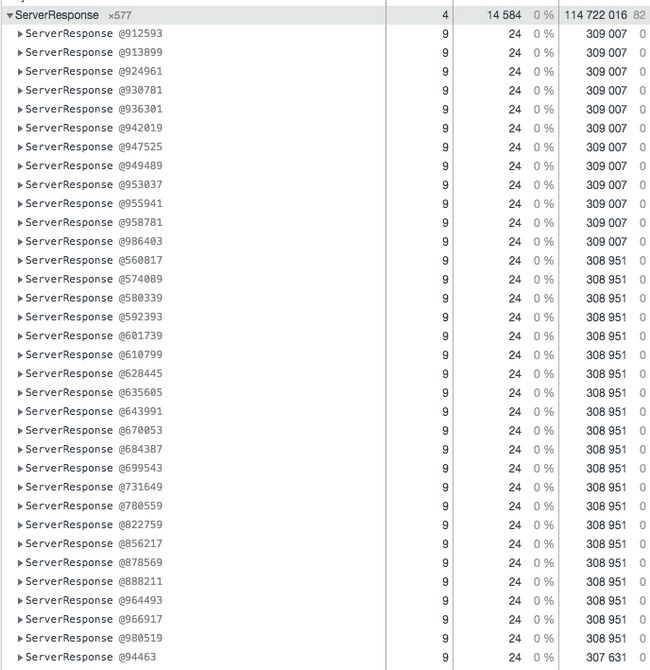 ServerResponse ×577 4 14 584 0 % 114 722 016 82
ServerResponse @912593 9 24 0 % 309 007 0
ServerResponse @913899 9 24 0 % 309 007 0
ServerResponse @924961 9 24 0 % 309 007 0
ServerResponse @930781 9 24 0 % 309 007 0
ServerResponse @936301 9 24 0 % 309 007 0
ServerResponse @942019 9 24 0 % 309 007 0
ServerResponse @947525 9 24 0 % 309 007 0
ServerResponse @949489 9 24 0 % 309 007 0
ServerResponse @953037 9 24 0 % 309 007 0
ServerResponse @955941 9 24 0 % 309 007 0
ServerResponse @958781 9 24 0 % 309 007 0
ServerResponse @986403 9 24 0 % 309 007 0
ServerResponse @560817 9 24 0 % 308 951 0
ServerResponse @574089 9 24 0 % 308 951 0
ServerResponse @580339 9 24 0 % 308 951 0
ServerResponse @592393 9 24 0 % 308 951 0
ServerResponse @601739 9 24 0 % 308 951 0
ServerResponse @610799 9 24 0 % 308 951 0
ServerResponse @628445 9 24 0 % 308 951 0
ServerResponse @635605 9 24 0 % 308 951 0
ServerResponse @643991 9 24 0 % 308 951 0
ServerResponse @670053 9 24 0 % 308 951 0
ServerResponse @684387 9 24 0 % 308 951 0
ServerResponse @699543 9 24 0 % 308 951 0
ServerResponse @731649 9 24 0 % 308 951 0
ServerResponse @780559 9 24 0 % 308 951 0
ServerResponse @822759 9 24 0 % 308 951 0
ServerResponse @856217 9 24 0 % 308 951 0
ServerResponse @878569 9 24 0 % 308 951 0
ServerResponse @888211 9 24 0 % 308 951 0
ServerResponse @964493 9 24 0 % 308 951 0
ServerResponse @966917 9 24 0 % 308 951 0
ServerResponse @980519 9 24 0 % 308 951 0
ServerResponse @94463 9 24 0 % 307 631 0